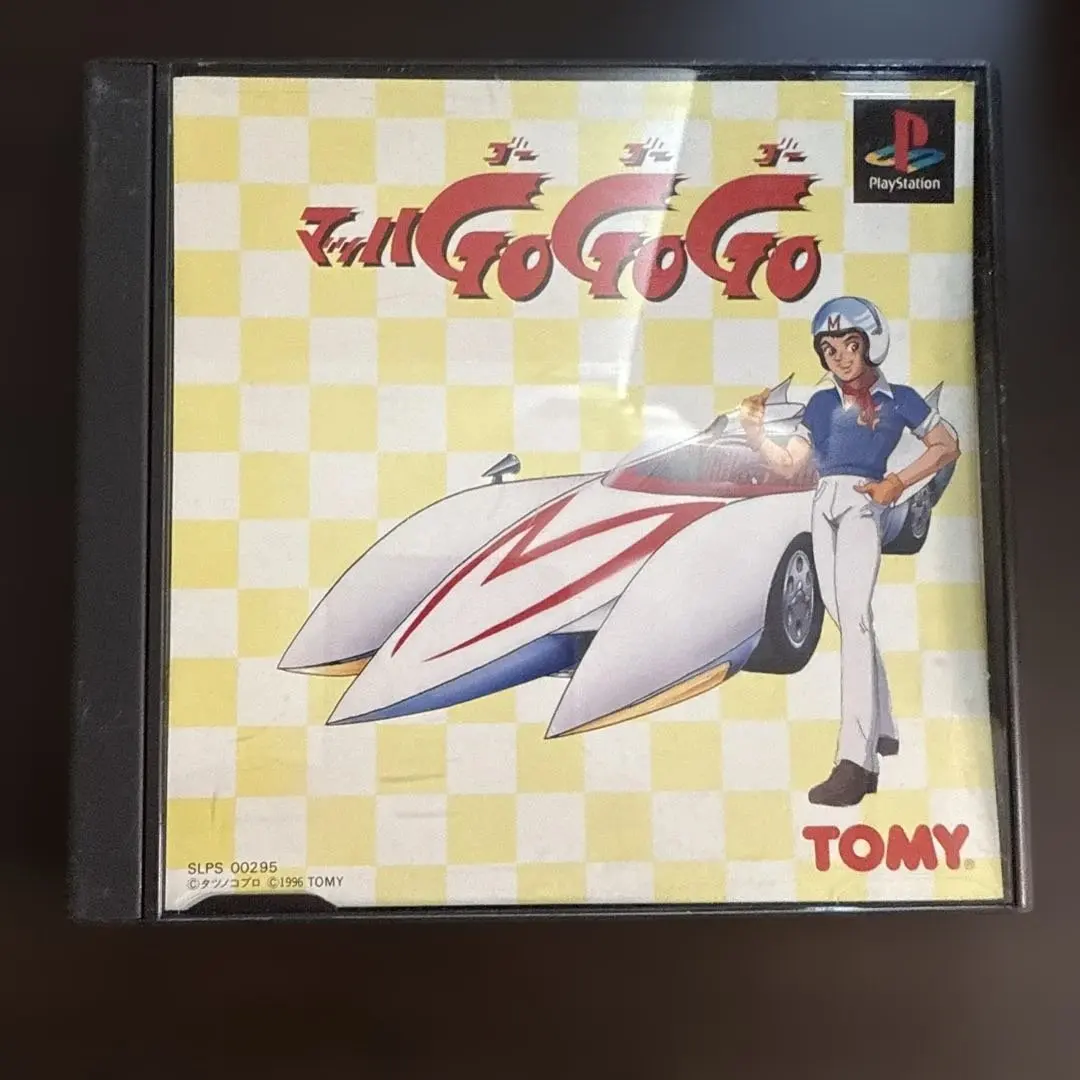 ゴー ゴー ゴー
マッハGoGoGo
PlayStation
M
TOMY®
SLPS 00295
©タツノコプロ ©1996 TOMY